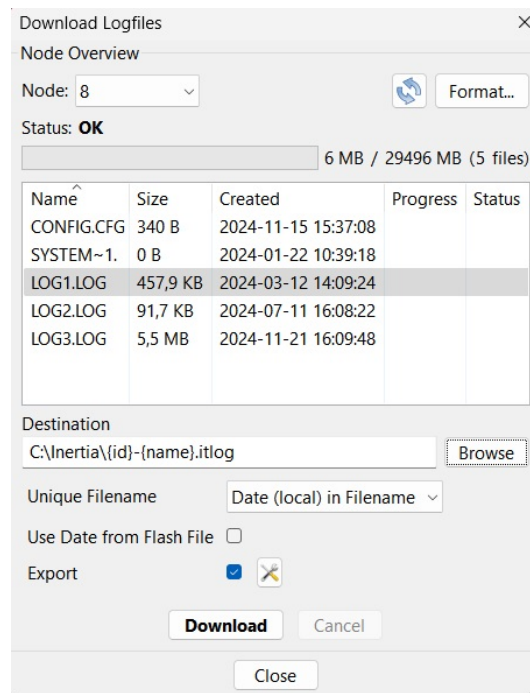 Download Logfiles
Node Overview
Node: 8
Format...
Status: OK
6 MB / 29496 MB (5 files)
Name Size Created Progress Status
CONFIG.CFG 340 B 2024-11-15 15:37:08
SYSTEM~1. 0 B 2024-01-22 10:39:18
LOG1.LOG 457,9 KB 2024-03-12 14:09:24
LOG2.LOG 91,7 KB 2024-07-11 16:08:22
LOG3.LOG 5,5 MB 2024-11-21 16:09:48
Destination
C:\Inertia\{id}-{name}.itlog Browse
Unique Filename Date (local) in Filename
Use Date from Flash File
Export
Download Cancel
Close